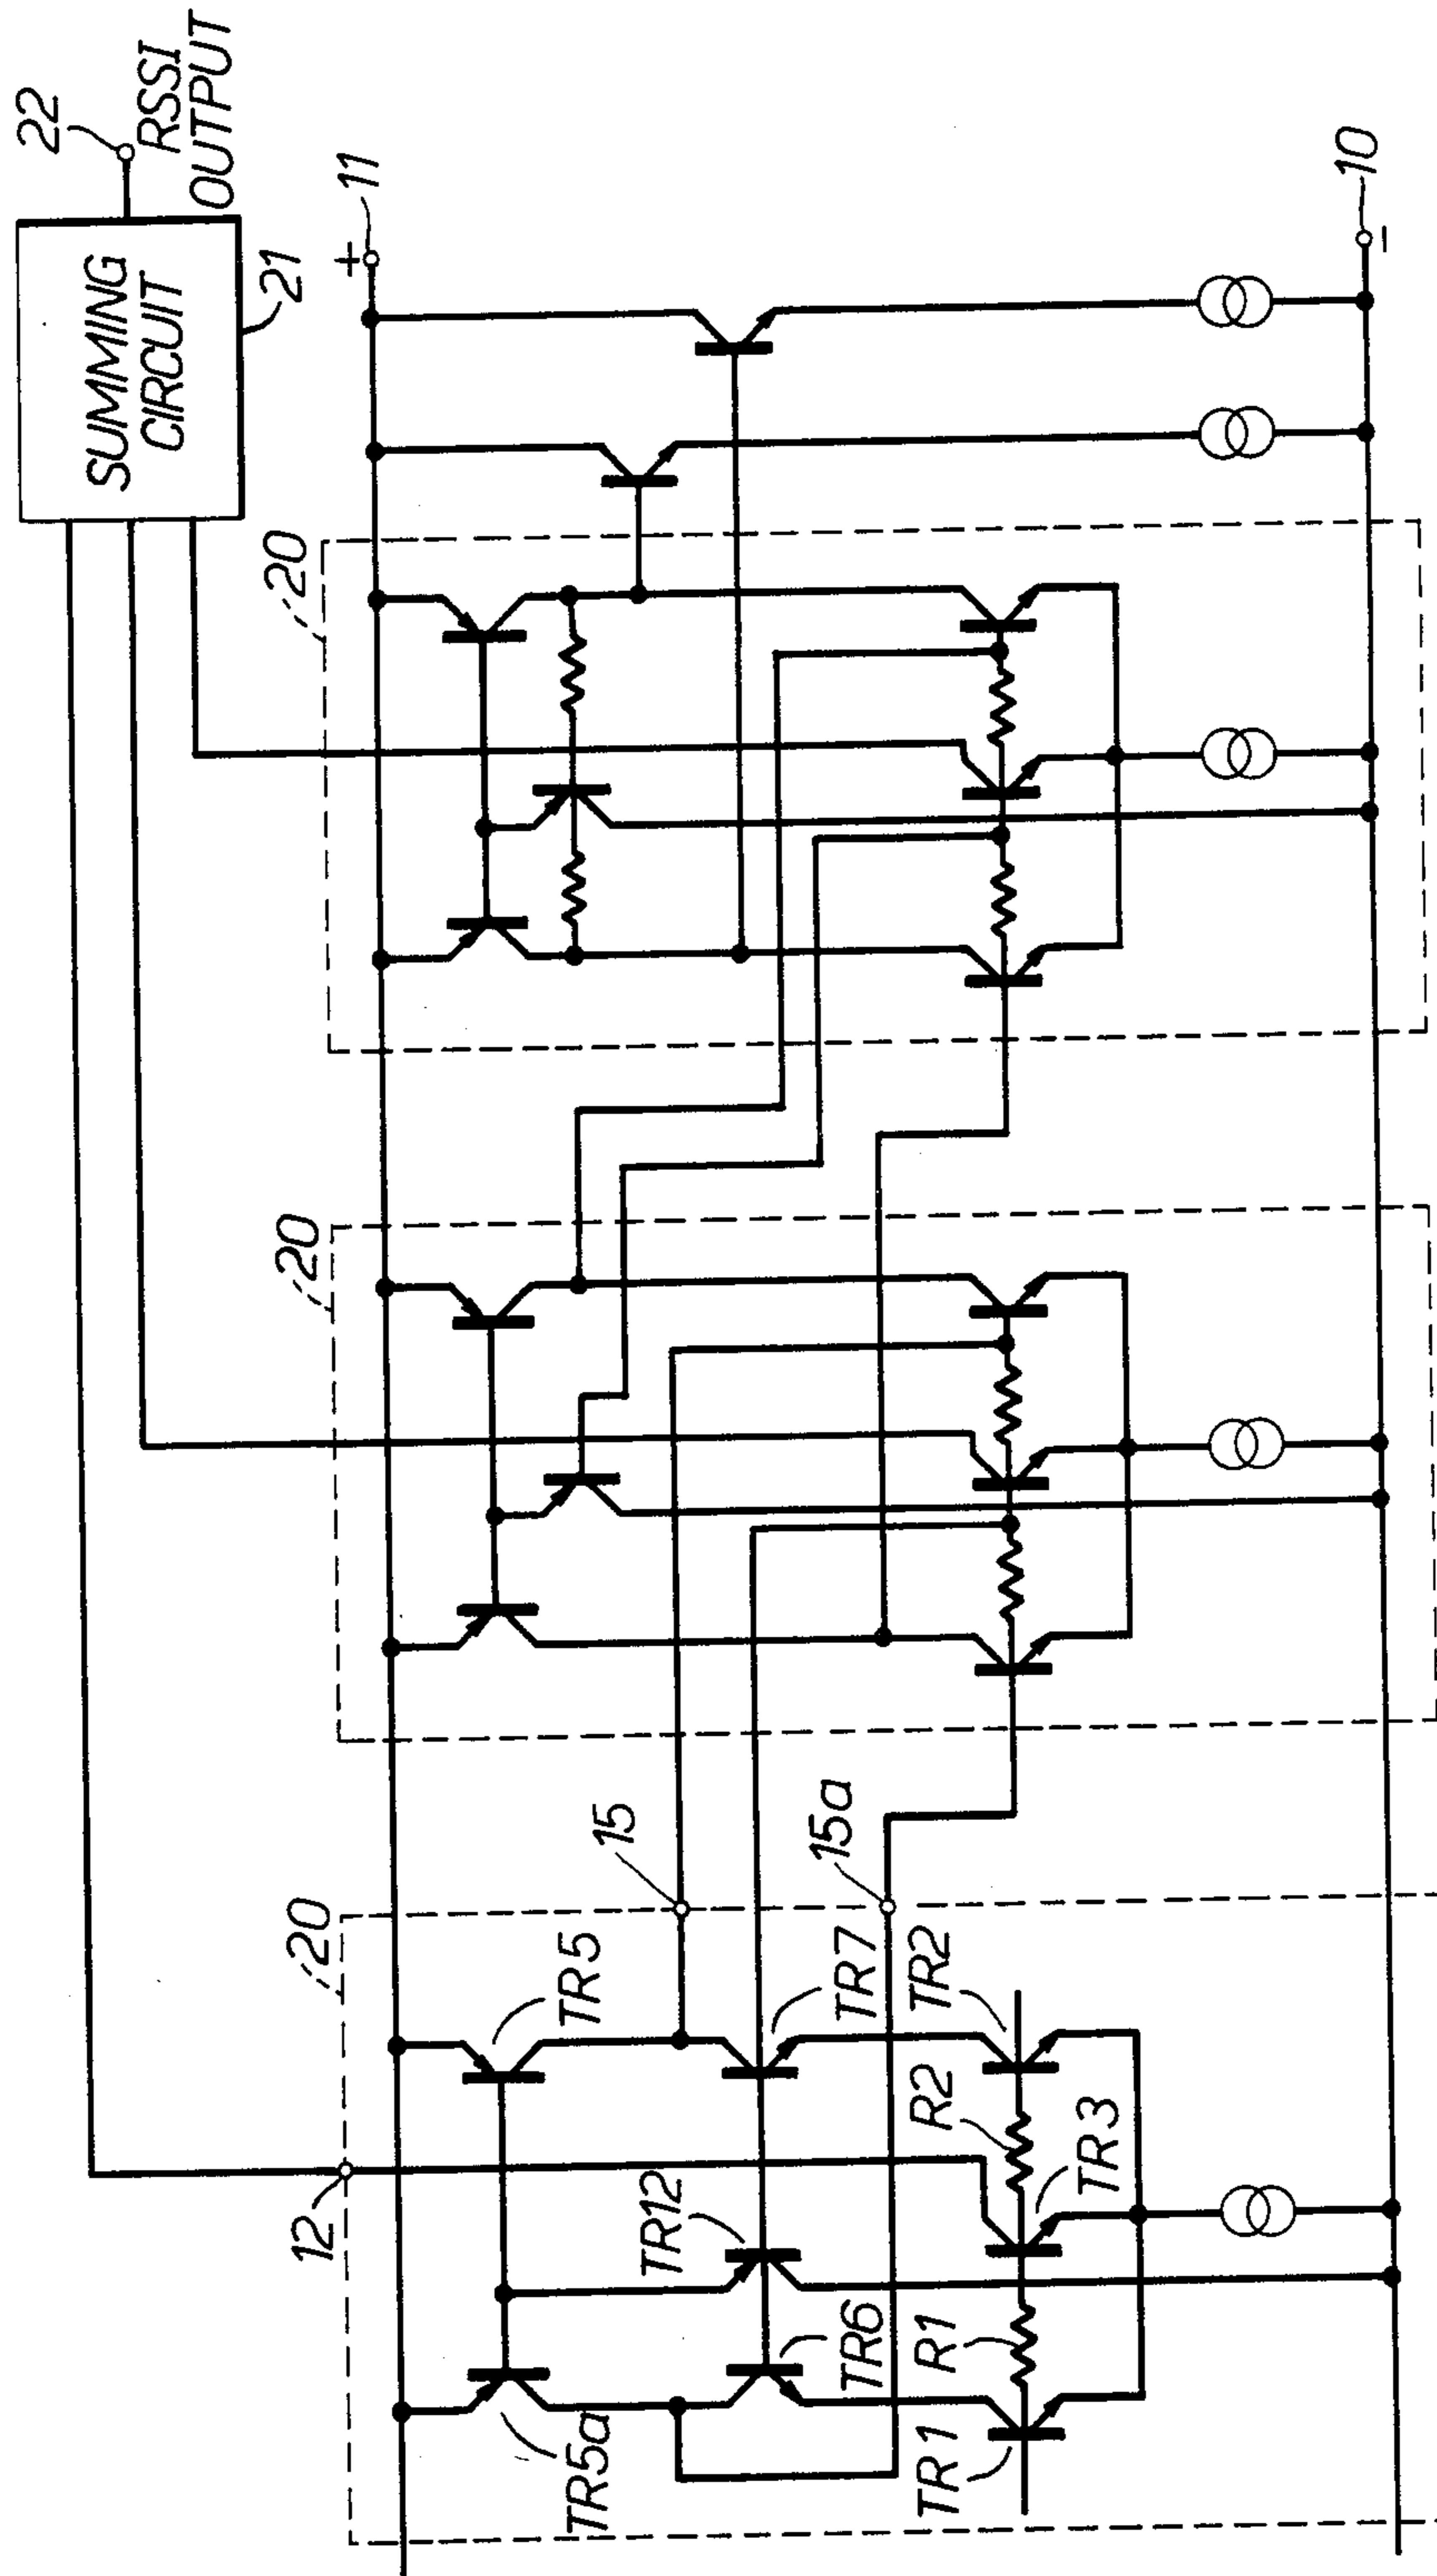 SUMMING
CIRCUIT
21
22
RSSI
OUTPUT
+
11
20
20
20
12
TR5a
TR5
15
TR12
TR6
TR7
15a
TR1
R1
TR3
R2
TR2
-
10